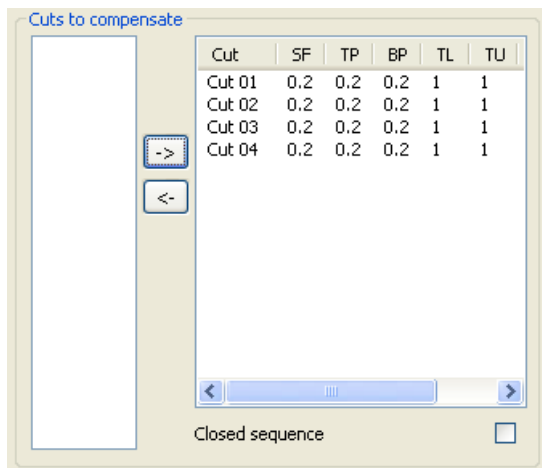 Cuts to compensate
Cut SF TP BP TL TU
Cut 01 0.2 0.2 0.2 1 1
Cut 02 0.2 0.2 0.2 1 1
Cut 03 0.2 0.2 0.2 1 1
Cut 04 0.2 0.2 0.2 1 1
->
<-
Closed sequence